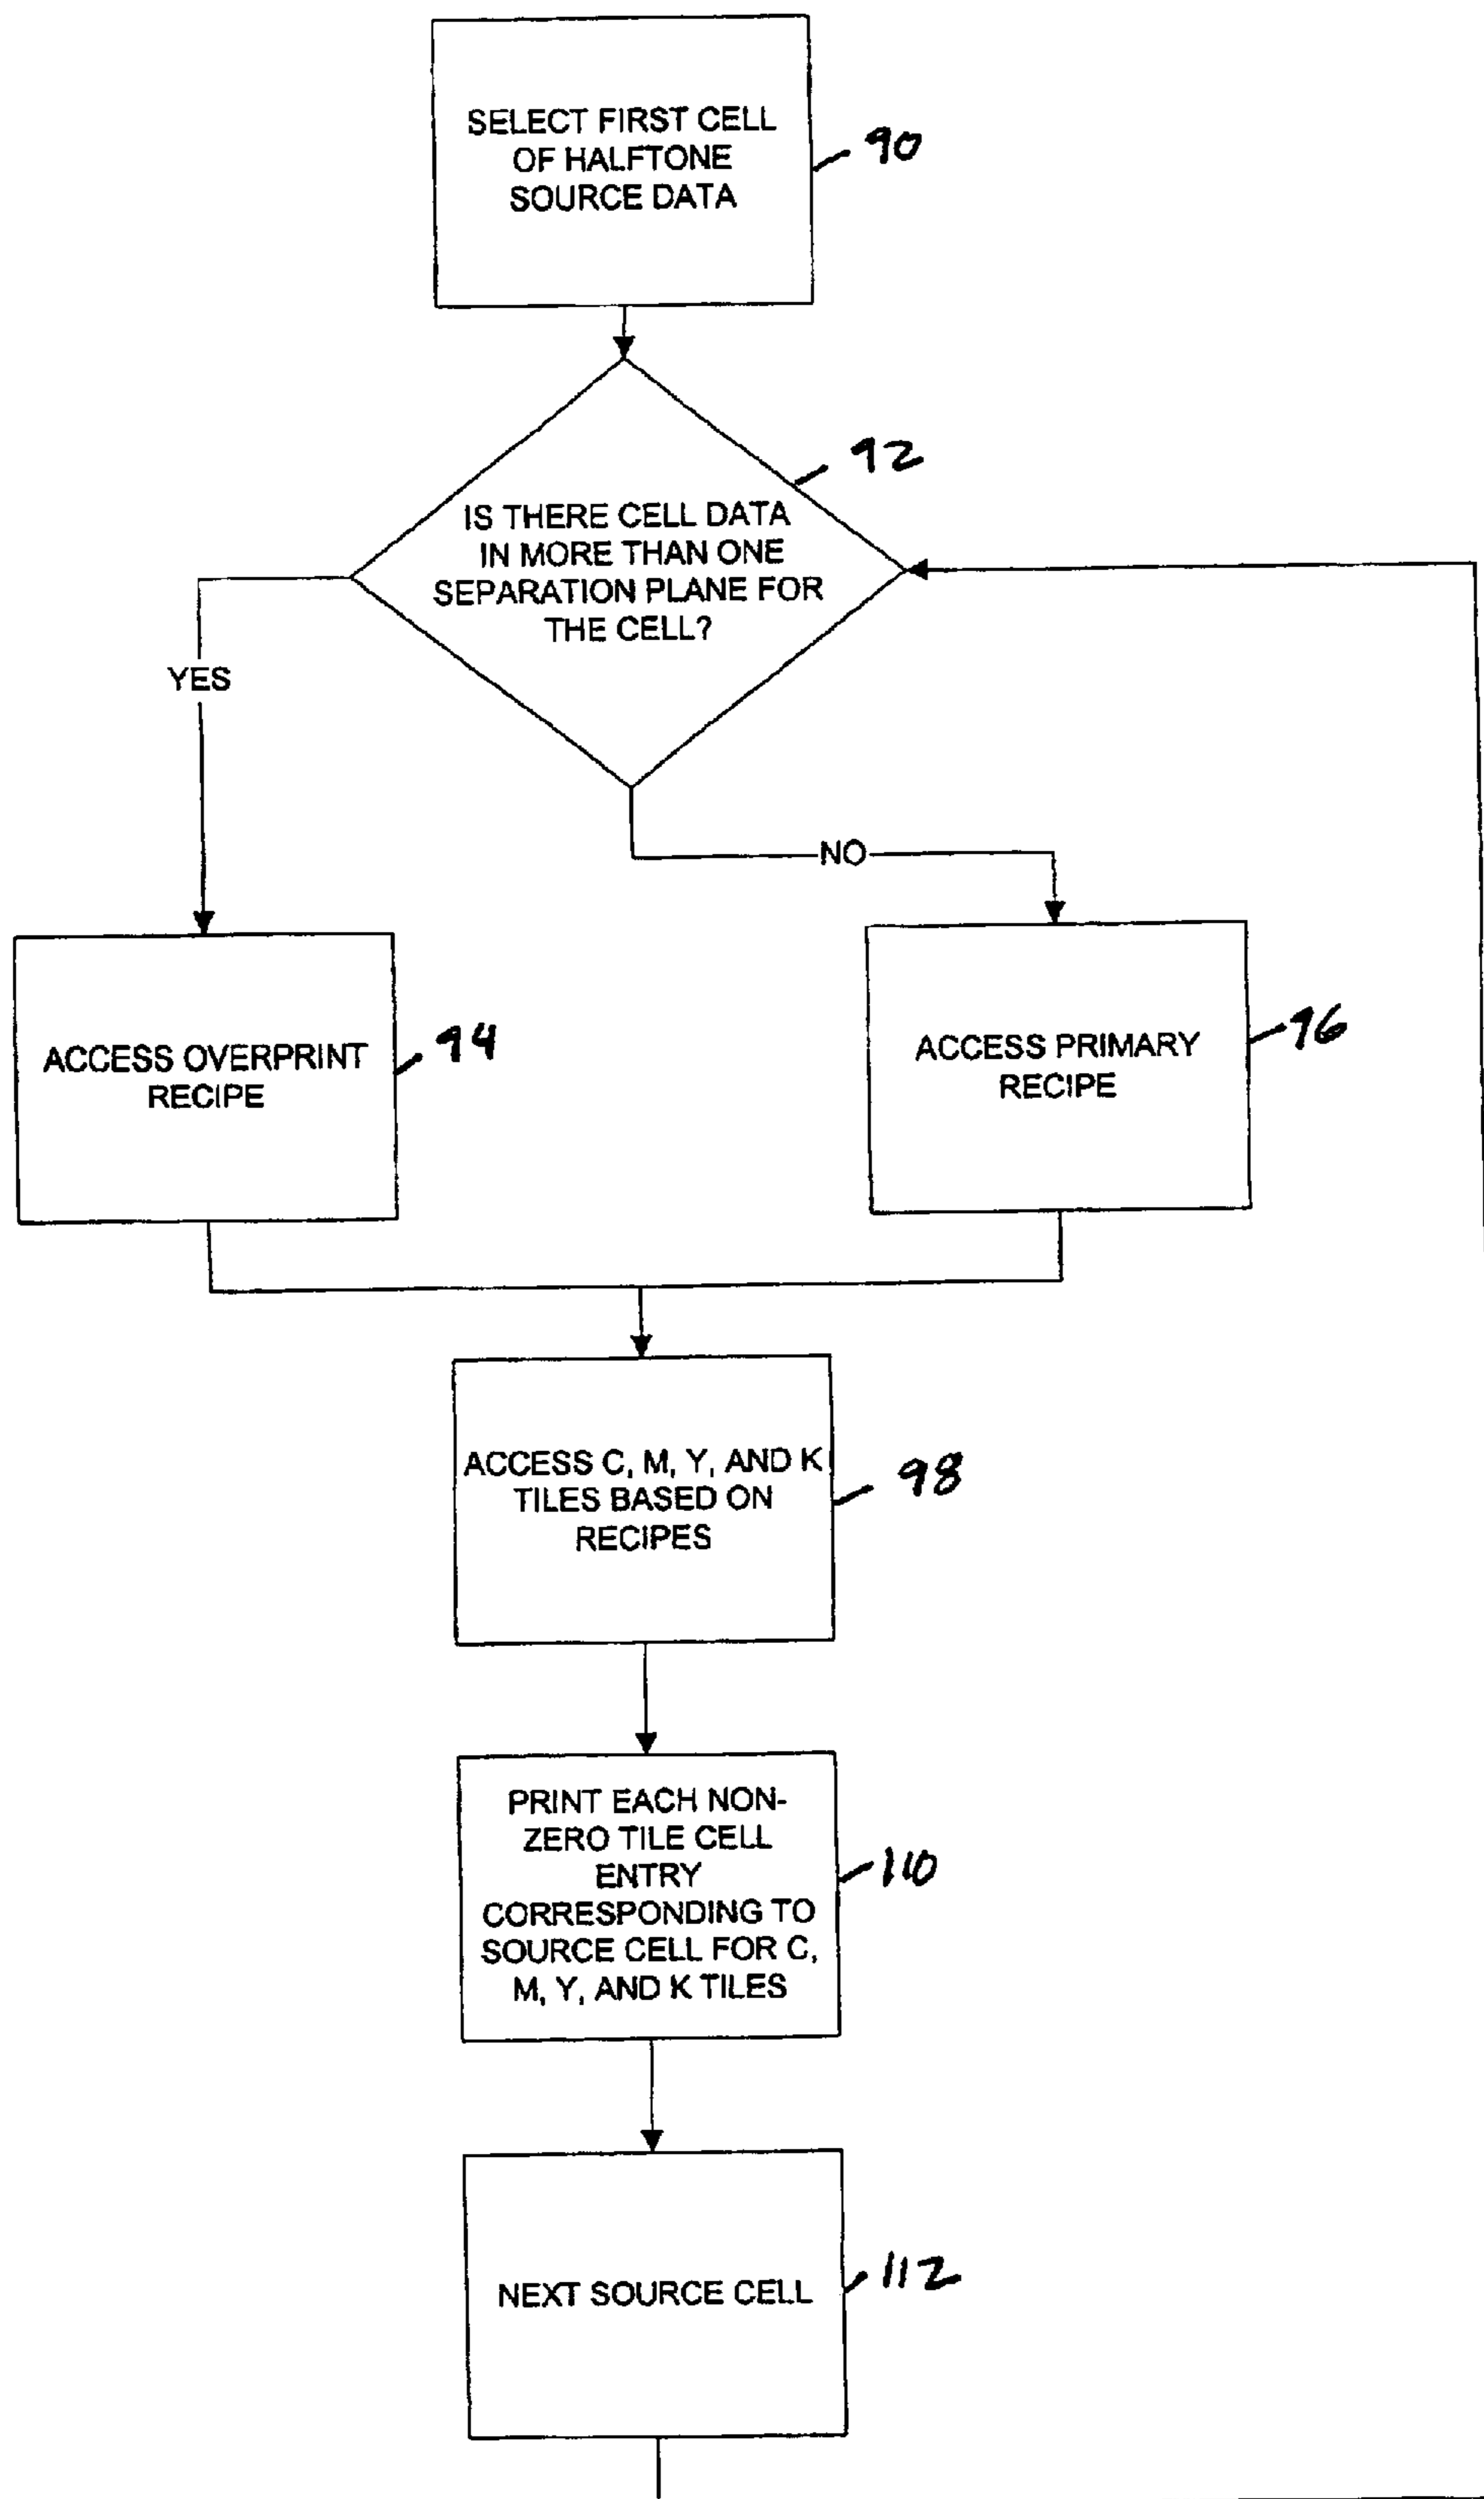 SELECT FIRST CELL
OF HALFTONE
SOURCE DATA
90
IS THERE CELL DATA
IN MORE THAN ONE
SEPARATION PLANE FOR
THE CELL?
92
YES
NO
ACCESS OVERPRINT
RECIPE
94
ACCESS PRIMARY
RECIPE
96
ACCESS C, M, Y, AND K
TILES BASED ON
RECIPES
98
PRINT EACH NON-
ZERO TILE CELL
ENTRY
CORRESPONDING TO
SOURCE CELL FOR C,
M, Y, AND K TILES
110
NEXT SOURCE CELL
112